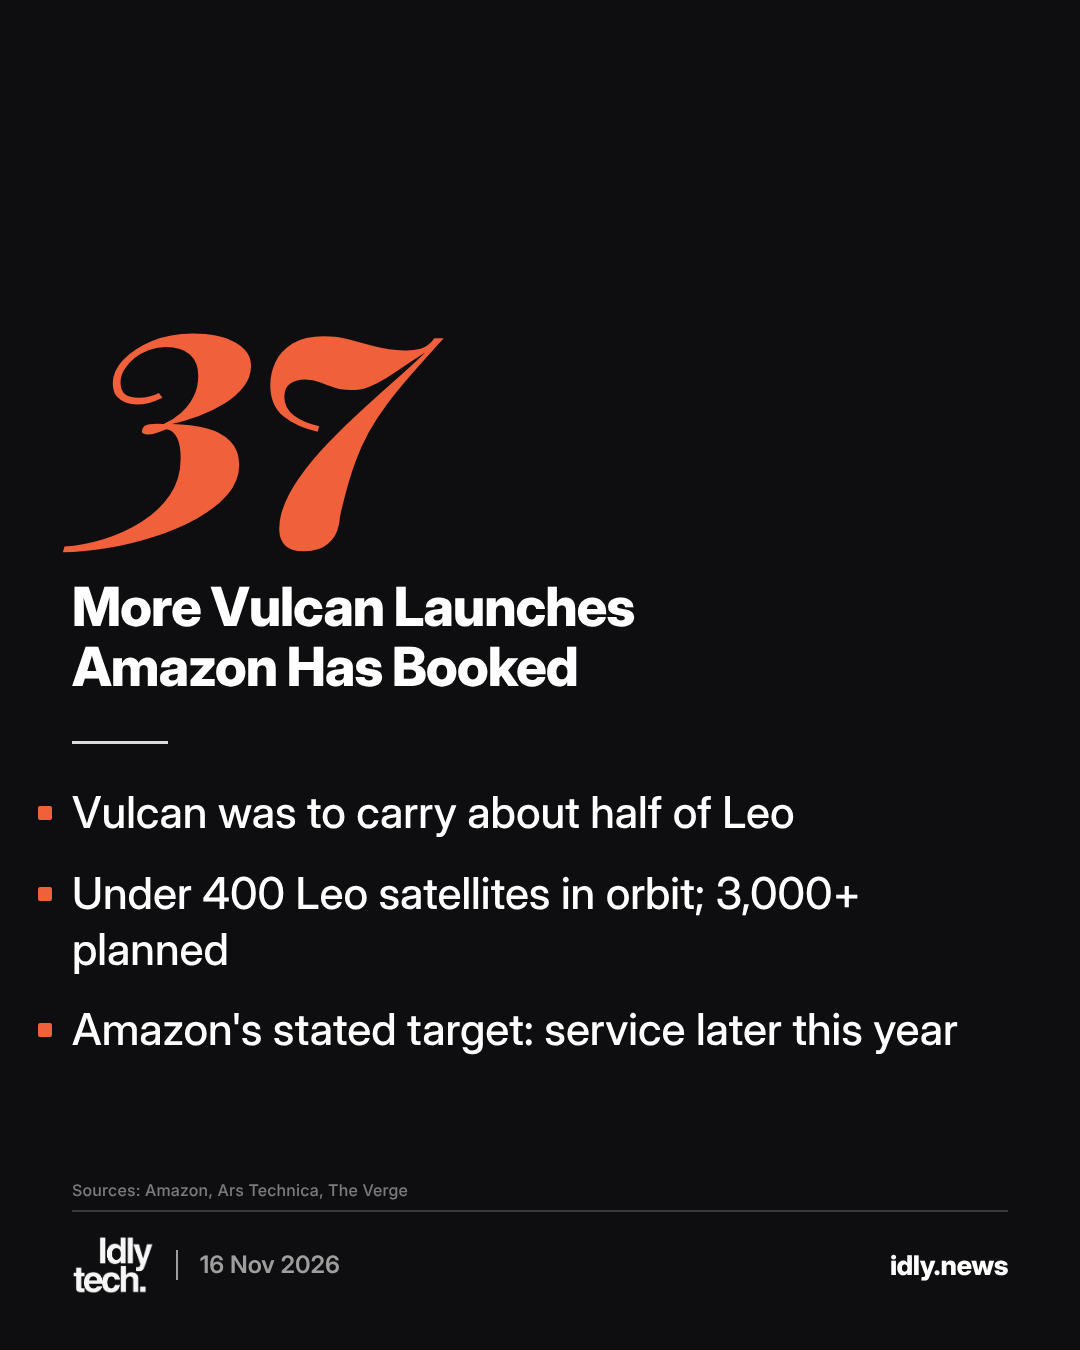 37
More Vulcan Launches
Amazon Has Booked
Vulcan was to carry about half of Leo
Under 400 Leo satellites in orbit; 3,000+
planned
Amazon's stated target: service later this year
Sources: Amazon, Ars Technica, The Verge
Idly
tech.
16 Nov 2026
idly.news